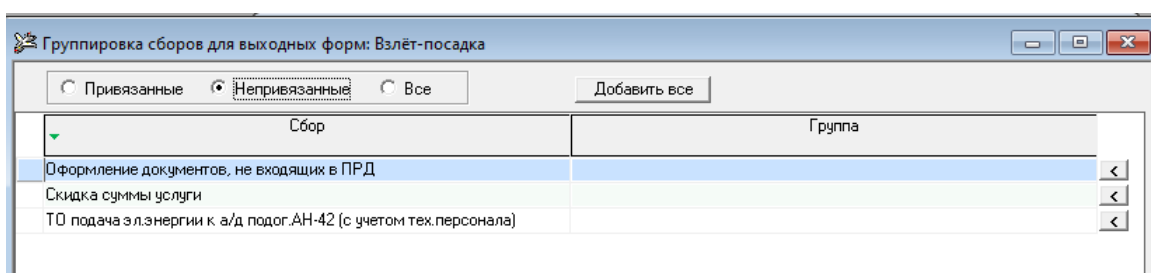 Группировка сборов для выходных форм: Взлёт-посадка
Привязанные Непривязанные Все Добавить все
Сбор Группа
Оформление документов, не входящих в ПРД <
Скидка суммы услуги <
ТО подача эл.энергии к а/д подог.АН-42 (с учетом тех.персонала) <